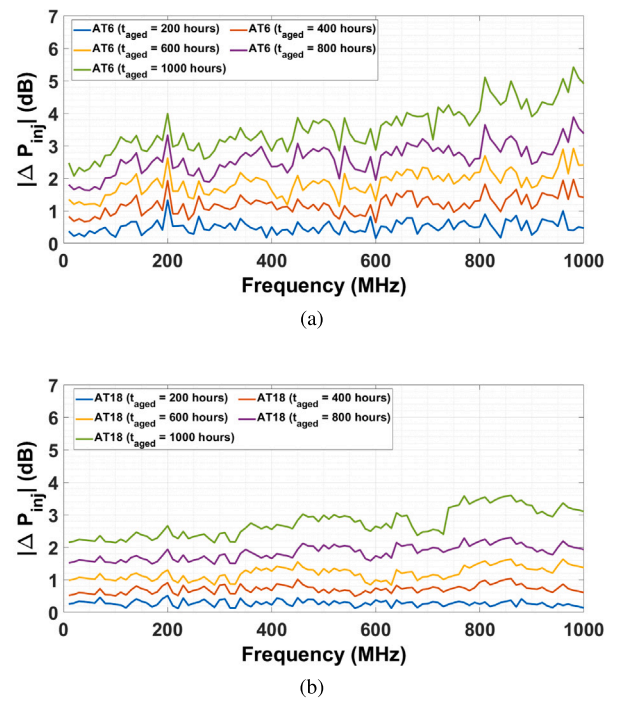 (a)
7
6
5
4
3
2
1
0
|Δ P_inj| (dB)
AT6 (t_aged = 200 hours) AT6 (t_aged = 400 hours)
AT6 (t_aged = 600 hours) AT6 (t_aged = 800 hours)
AT6 (t_aged = 1000 hours)
0 200 400 600 800 1000
Frequency (MHz)
(a)
7
6
5
4
3
2
1
0
|Δ P_inj| (dB)
AT18 (t_aged = 200 hours) AT18 (t_aged = 400 hours)
AT18 (t_aged = 600 hours) AT18 (t_aged = 800 hours)
AT18 (t_aged = 1000 hours)
0 200 400 600 800 1000
Frequency (MHz)
(b)